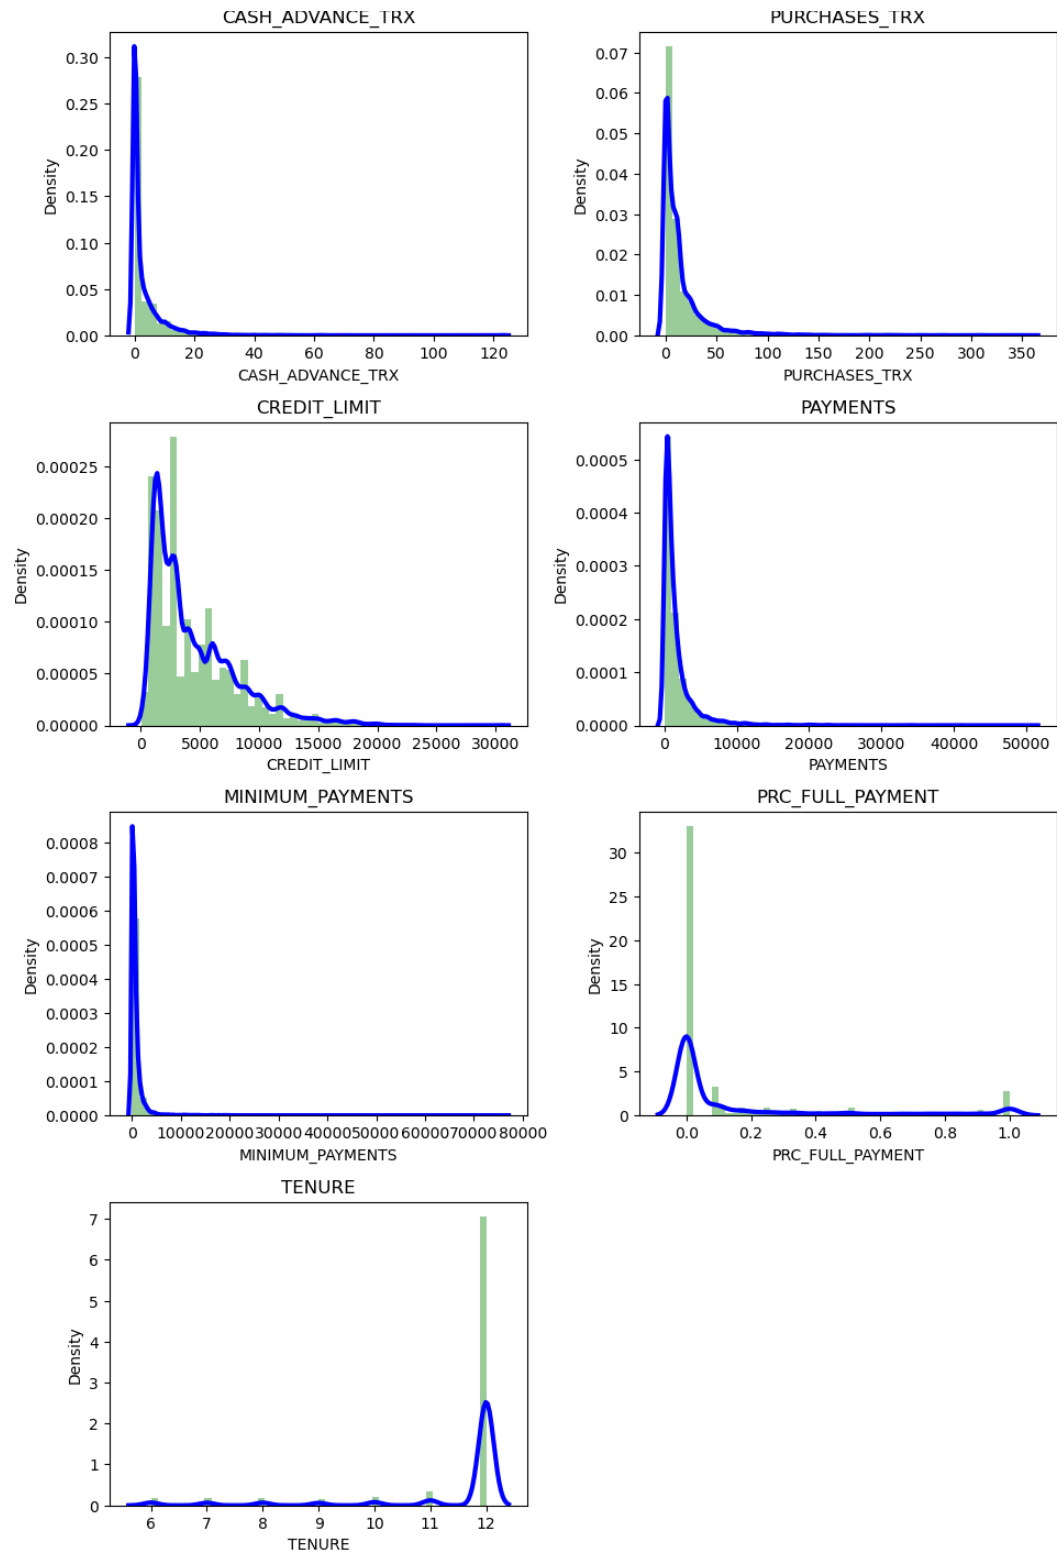 CASH_ADVANCE_TRX
0.30
0.25
0.20
0.15
0.10
0.05
0.00
Density
0 20 40 60 80 100 120
CASH_ADVANCE_TRX
PURCHASES_TRX
0.07
0.06
0.05
0.04
0.03
0.02
0.01
0.00
Density
0 50 100 150 200 250 300 350
PURCHASES_TRX
CREDIT_LIMIT
0.00025
0.00020
0.00015
0.00010
0.00005
0.00000
Density
0 5000 10000 15000 20000 25000 30000
CREDIT_LIMIT
PAYMENTS
0.0005
0.0004
0.0003
0.0002
0.0001
0.0000
Density
0 10000 20000 30000 40000 50000
PAYMENTS
MINIMUM_PAYMENTS
0.0008
0.0007
0.0006
0.0005
0.0004
0.0003
0.0002
0.0001
0.0000
Density
0 10000 20000 30000 40000 50000 60000 70000 80000
MINIMUM_PAYMENTS
PRC_FULL_PAYMENT
30
25
20
15
10
5
0
Density
0.0 0.2 0.4 0.6 0.8 1.0
PRC_FULL_PAYMENT
TENURE
7
6
5
4
3
2
1
0
Density
6 7 8 9 10 11 12
TENURE